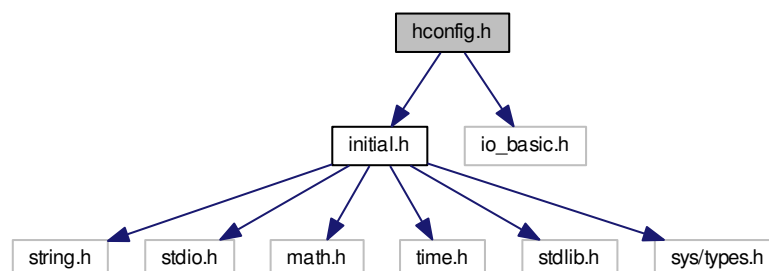 hconfig.h
initial.h
io_basic.h
string.h
stdio.h
math.h
time.h
stdlib.h
sys/types.h